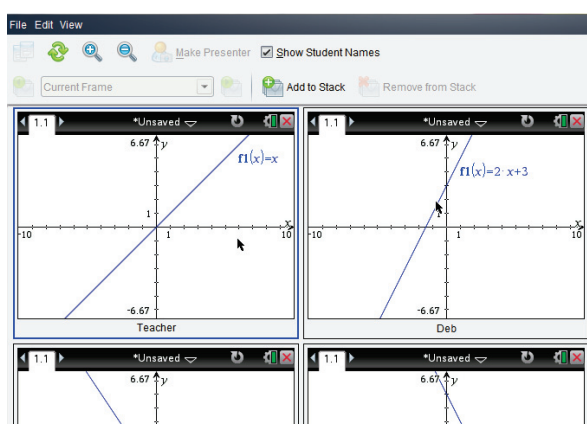 File Edit View
Make Presenter Show Student Names
Current Frame Add to Stack Remove from Stack
1.1 *Unsaved
6.67 y
f1(x)=x
1
-10 1 x 10
-6.67
Teacher
1.1 *Unsaved
6.67 y
f1(x)=2·x+3
1
-10 1 x 10
-6.67
Deb
1.1 *Unsaved
6.67 y
1.1 *Unsaved
6.67 y